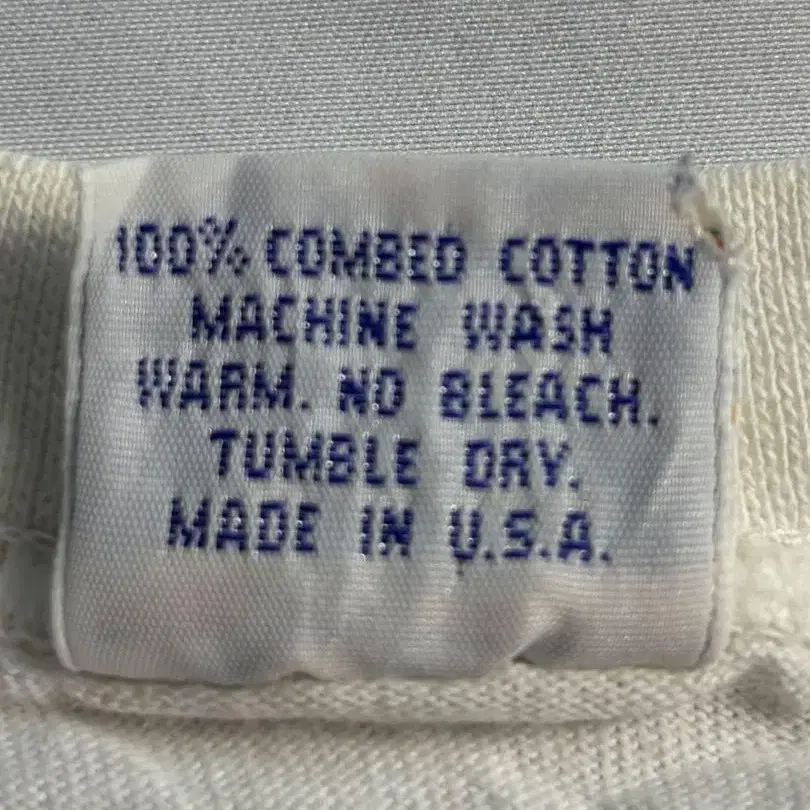 100% COMBED COTTON
MACHINE WASH
WARM. NO BLEACH.
TUMBLE DRY.
MADE IN U.S.A.